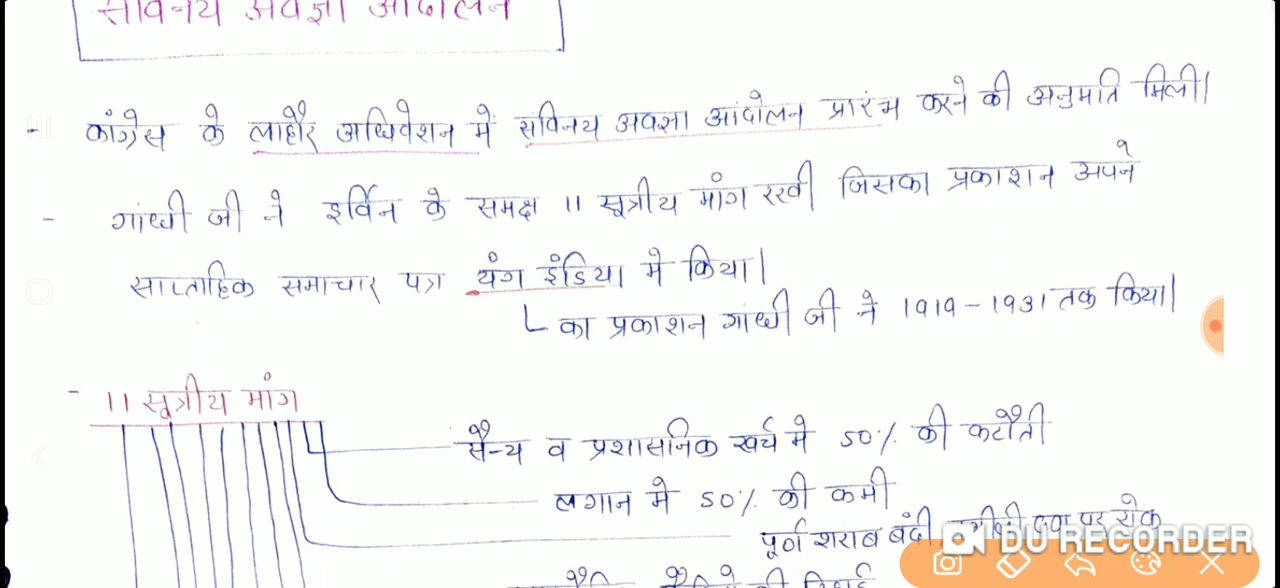 सविनय अवज्ञा आंदोलन
- कांग्रेस के लाहौर अधिवेशन में सविनय अवज्ञा आंदोलन प्रारंभ करने की अनुमति मिली।
- गांधी जी ने इर्विन के समक्ष 11 सूत्रीय मांग रखी जिसका प्रकाशन अपने
साप्ताहिक समाचार पत्र यंग इंडिया मे किया।
का प्रकाशन गांधी जी ने 1919-1931 तक किया।
- 11 सूत्रीय मांग
सैन्य व प्रशासनिक खर्च मे 50% की कटौती
लगान मे 50% की कमी
पूर्ण शराब बंदी पर रोक
DU RECORDER